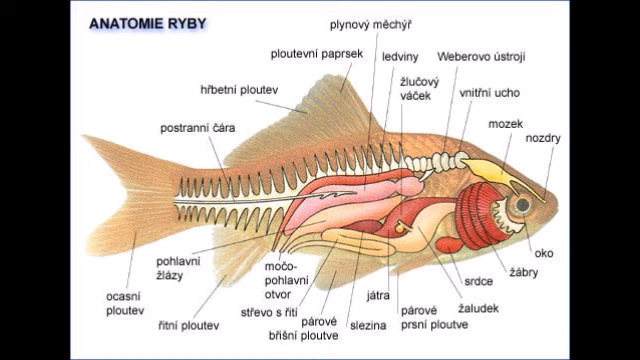 ANATOMIE RYBY
plynový měchýř
ploutevní paprsek
ledviny
Weberovo ústrojí
hřbetní ploutev
žlučový
váček
vnitřní ucho
postranní čára
mozek
nozdry
pohlavní
žlázy
močo-
pohlavní
otvor
oko
žábry
srdce
ocasní
ploutev
játra
žaludek
řitní ploutev
střevo s řití
párové
břišní ploutve
slezina
párové
prsní ploutve